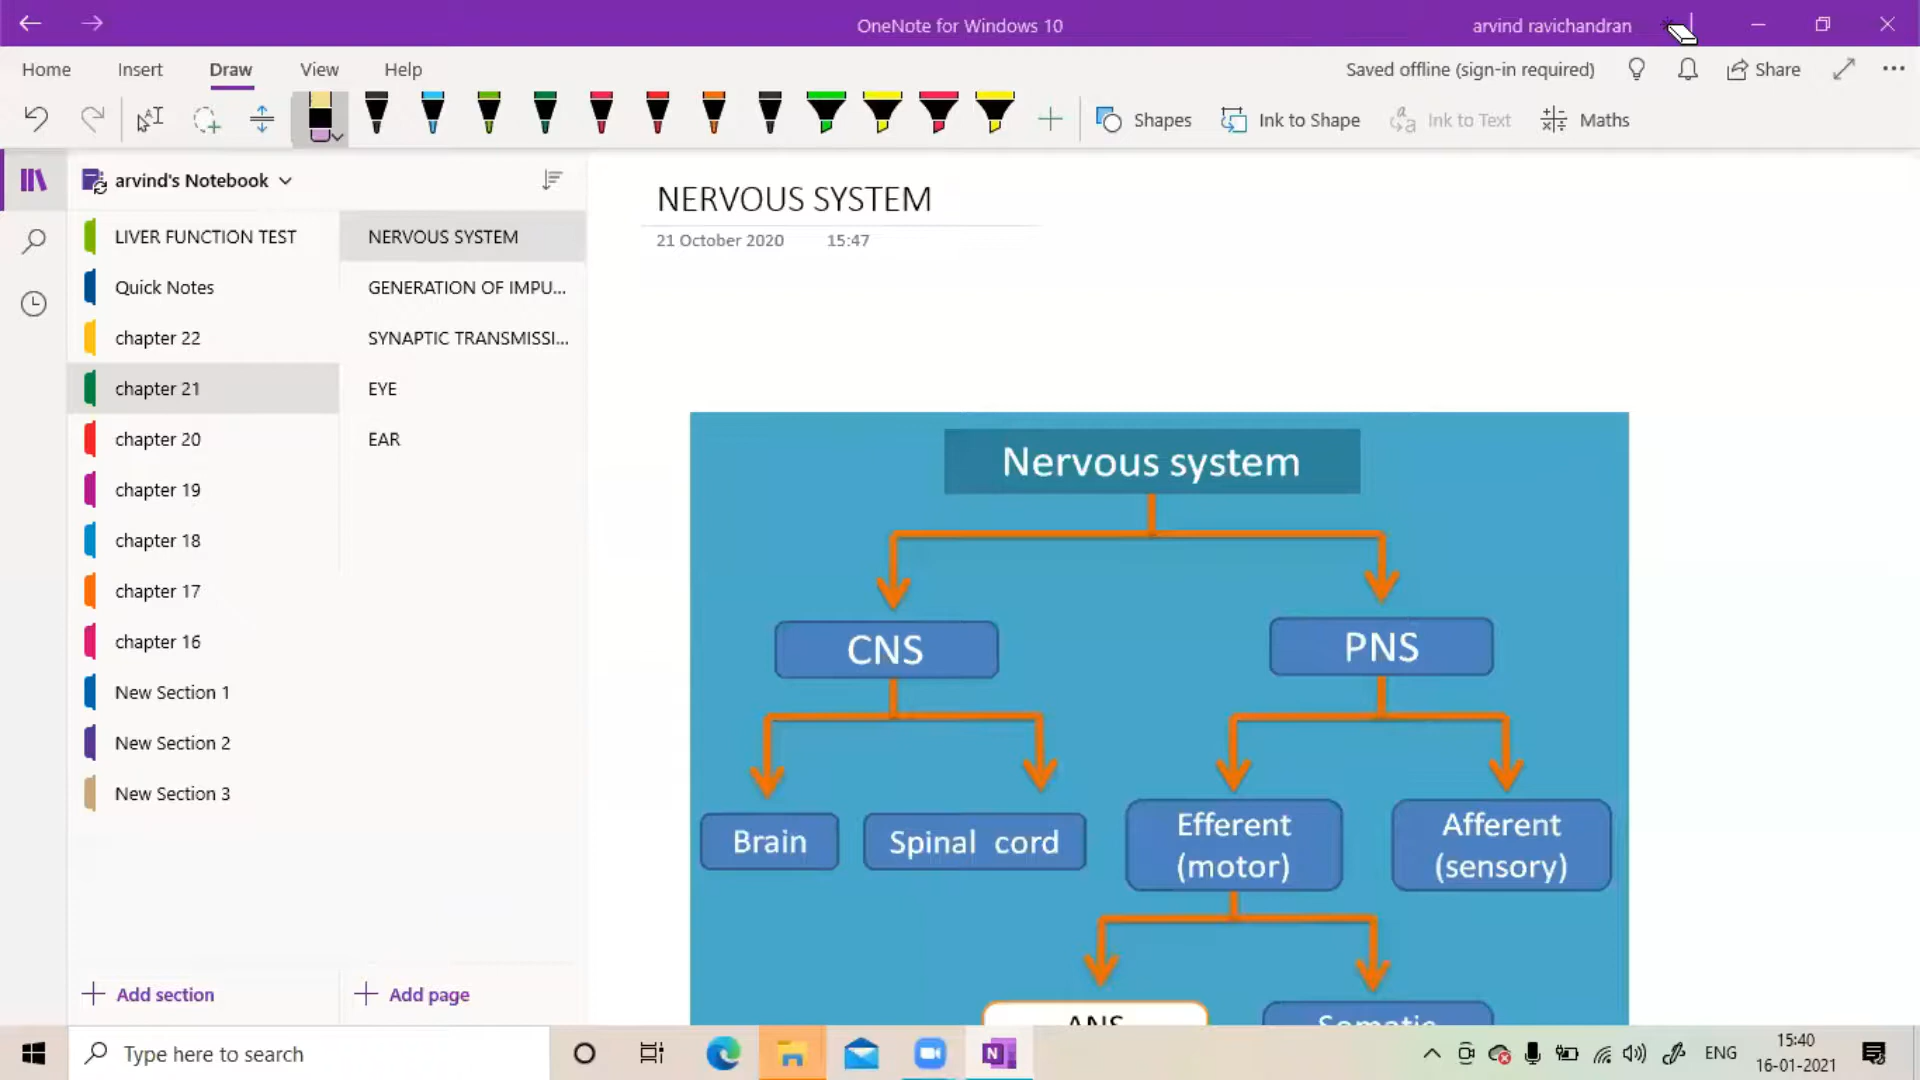 OneNote for Windows 10
arvind ravichandran
Home Insert Draw View Help
Saved offline (sign-in required)
Share
Shapes
Ink to Shape
Ink to Text
Maths
arvind's Notebook
LIVER FUNCTION TEST
Quick Notes
chapter 22
chapter 21
chapter 20
chapter 19
chapter 18
chapter 17
chapter 16
New Section 1
New Section 2
New Section 3
Add section
NERVOUS SYSTEM
GENERATION OF IMPU...
SYNAPTIC TRANSMISSI...
EYE
EAR
Add page
NERVOUS SYSTEM
21 October 2020 15:47
Nervous system
CNS
PNS
Brain
Spinal cord
Efferent
(motor)
Afferent
(sensory)
ANS
Somatic
Type here to search
ENG
15:40
16-01-2021